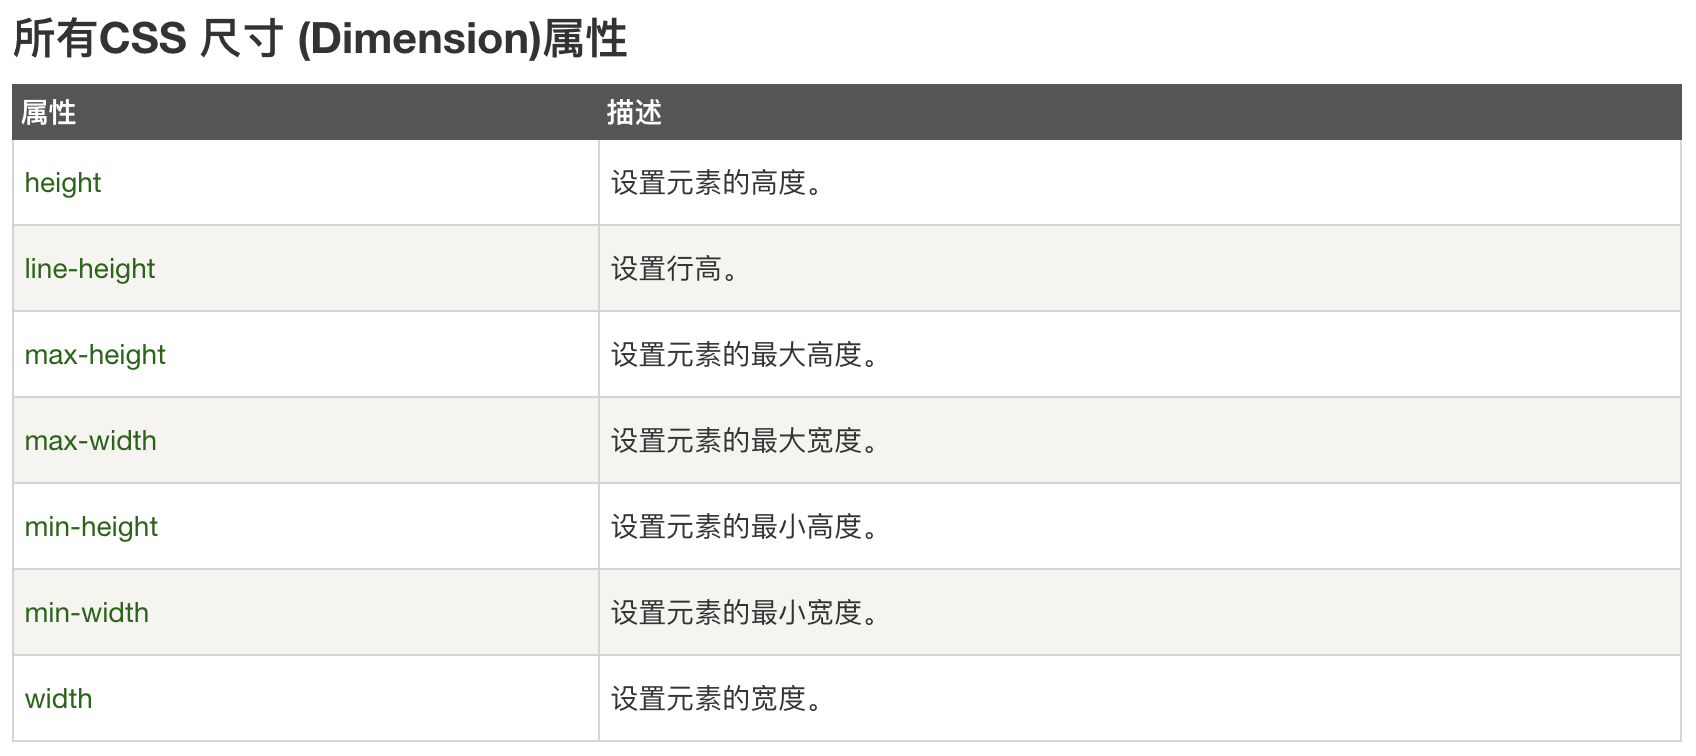 所有CSS 尺寸 (Dimension)属性
属性 描述
height 设置元素的高度。
line-height 设置行高。
max-height 设置元素的最大高度。
max-width 设置元素的最大宽度。
min-height 设置元素的最小高度。
min-width 设置元素的最小宽度。
width 设置元素的宽度。